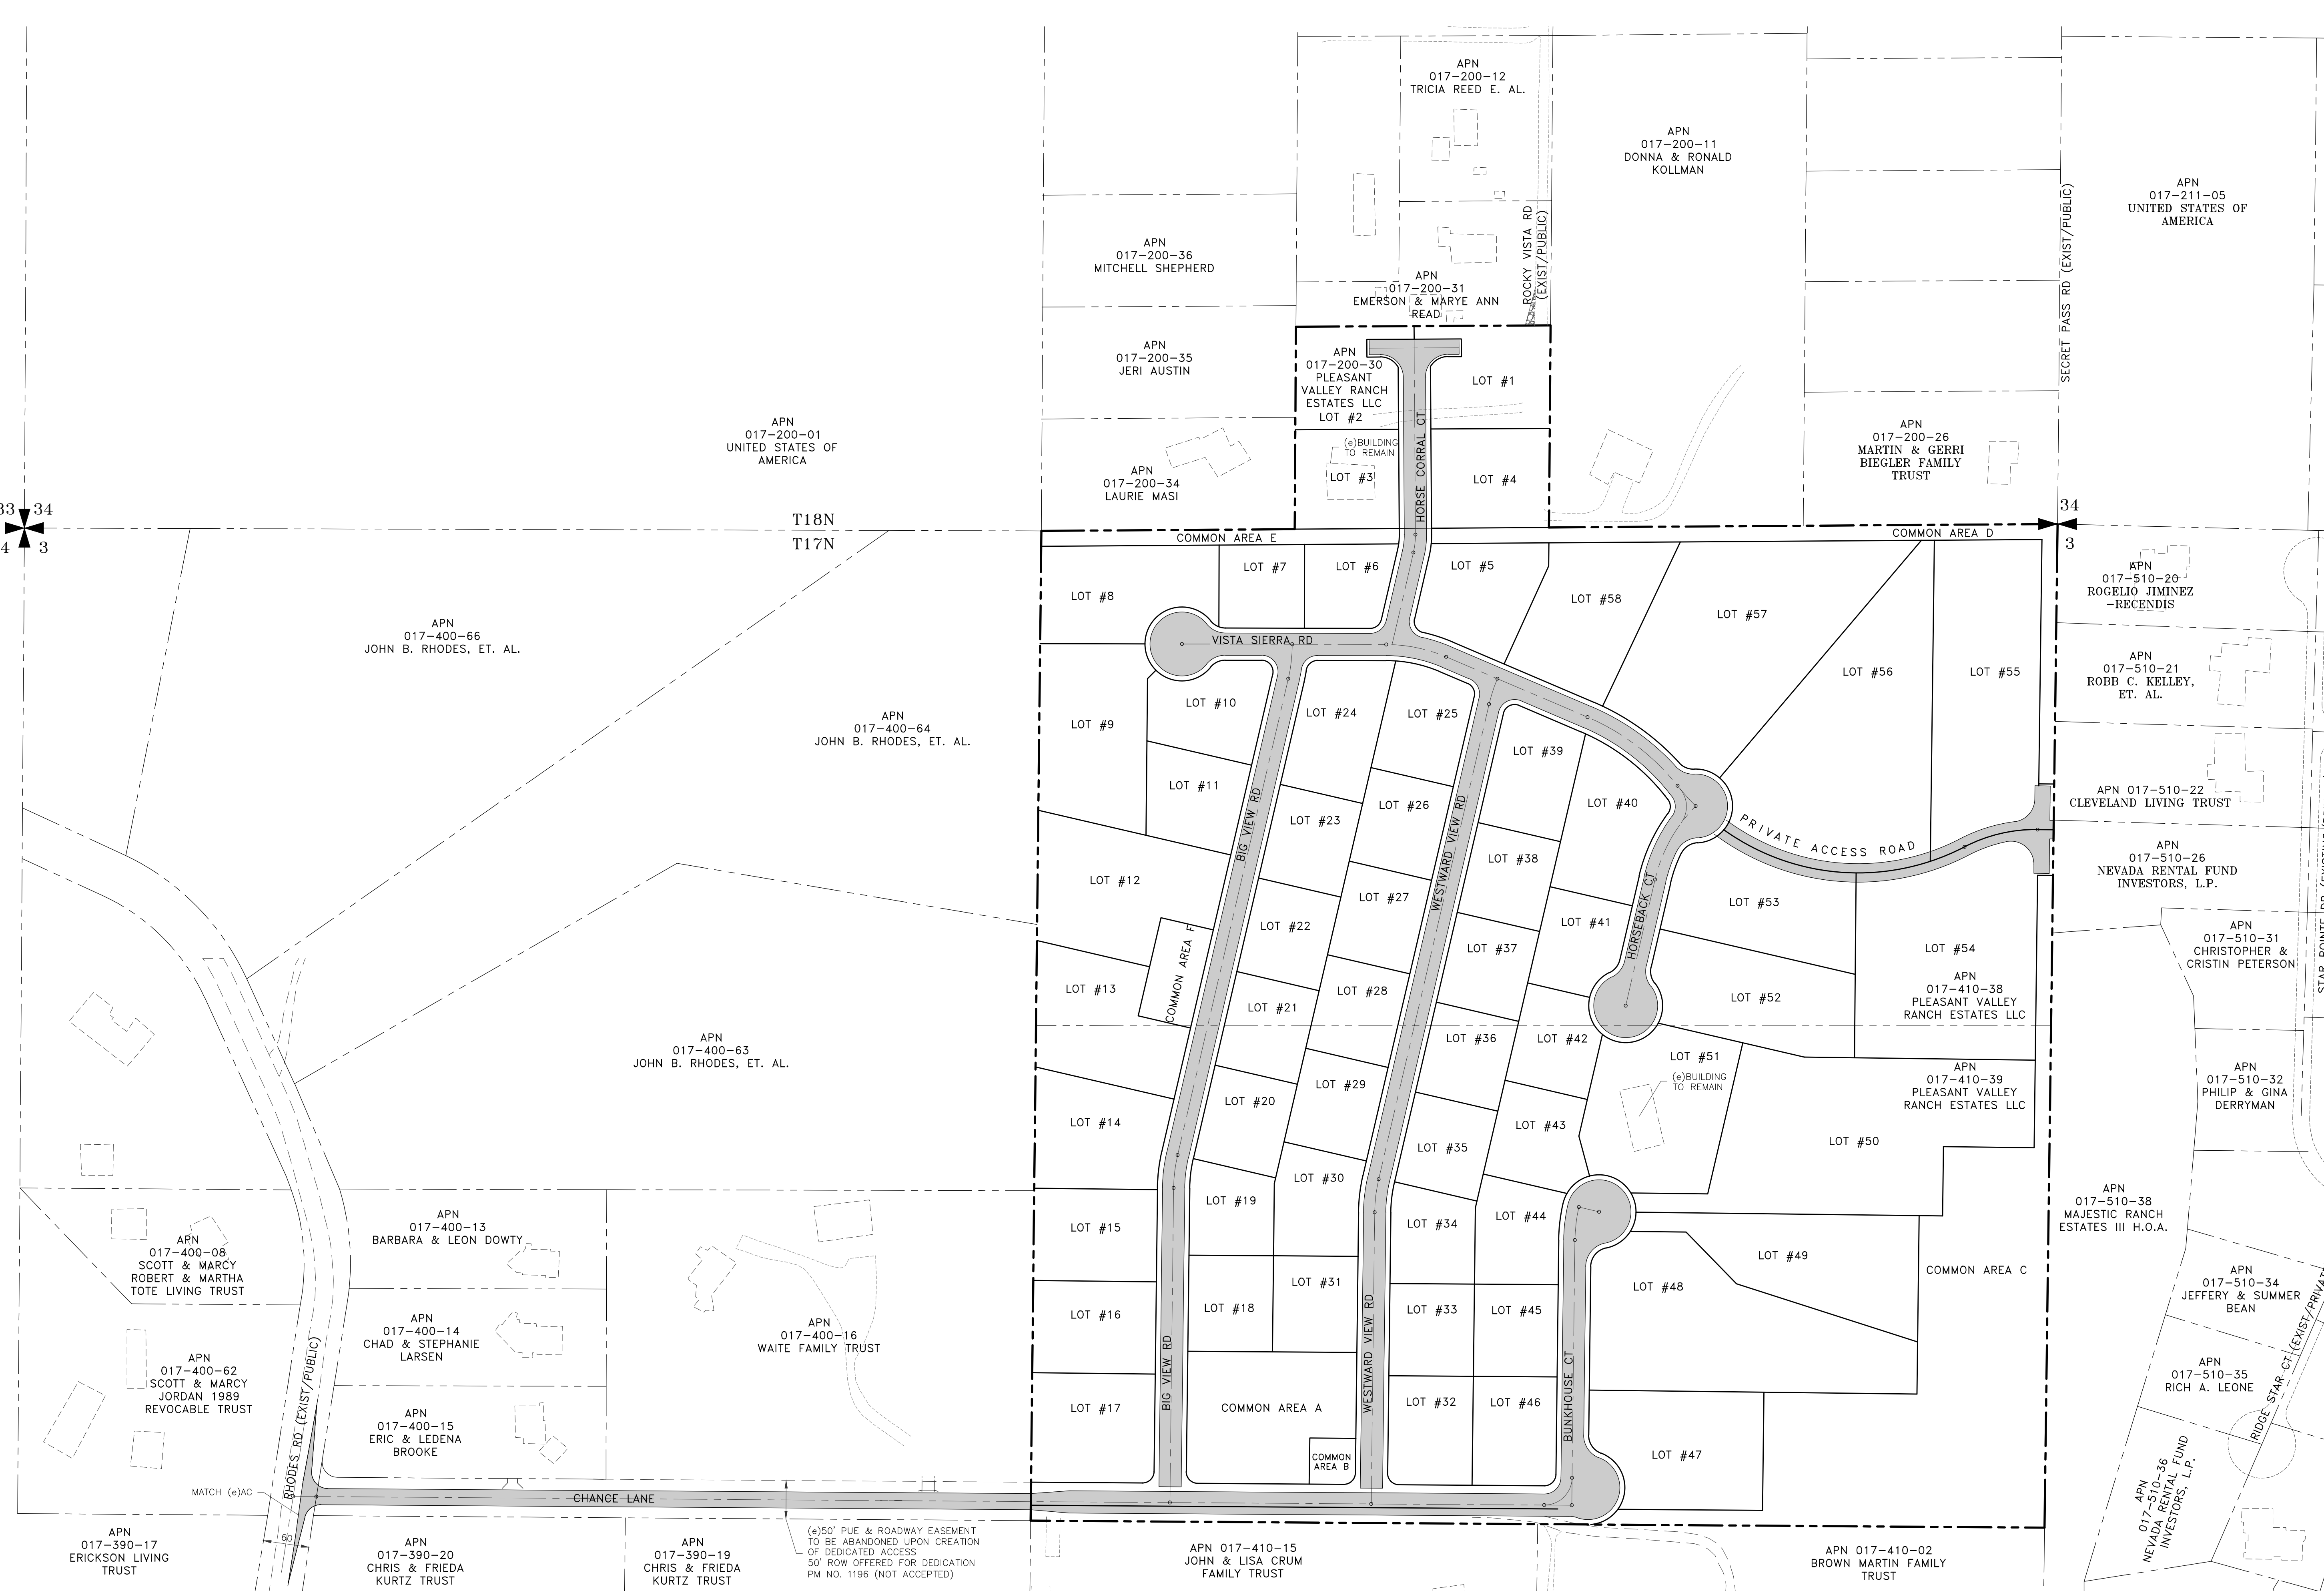 APN
017-200-12
TRICIA REED E. AL.
APN
017-200-11
DONNA & RONALD
KOLLMAN
APN
017-211-05
UNITED STATES OF
AMERICA
SECRET PASS RD (EXIST/PUBLIC)
ROCKY VISTA RD
(EXIST/PUBLIC)
APN
017-200-36
MITCHELL SHEPHERD
APN
017-200-31
EMERSON & MARYE ANN
READ
APN
017-200-35
JERI AUSTIN
APN
017-200-30
PLEASANT
VALLEY RANCH
ESTATES LLC
LOT #2
LOT #1
HORSE CORRAL CT
APN
017-200-01
UNITED STATES OF
AMERICA
APN
017-200-34
LAURIE MASI
(e)BUILDING
TO REMAIN
LOT #3
LOT #4
APN
017-200-26
MARTIN & GERRI
BIEGLER FAMILY
TRUST
33 34
4 3
T18N
T17N
34
3
COMMON AREA E
COMMON AREA D
LOT #8
LOT #7
LOT #6
LOT #5
LOT #58
LOT #57
LOT #56
LOT #55
APN
017-510-20
ROGELIO JIMINEZ
-RECENDIS
APN
017-400-66
JOHN B. RHODES, ET. AL.
VISTA SIERRA RD
APN
017-510-21
ROBB C. KELLEY,
ET. AL.
APN
017-400-64
JOHN B. RHODES, ET. AL.
LOT #9
LOT #10
LOT #24
LOT #25
LOT #39
LOT #11
LOT #23
LOT #26
LOT #40
BIG VIEW RD
WESTWARD VIEW RD
PRIVATE ACCESS ROAD
APN 017-510-22
CLEVELAND LIVING TRUST
APN
017-510-26
NEVADA RENTAL FUND
INVESTORS, L.P.
LOT #12
LOT #38
LOT #27
LOT #22
LOT #41
LOT #37
HORSEBACK CT
LOT #53
LOT #54
APN
017-410-38
PLEASANT VALLEY
RANCH ESTATES LLC
APN
017-510-31
CHRISTOPHER &
CRISTIN PETERSON
LOT #13
COMMON AREA F
LOT #21
LOT #28
LOT #52
APN
017-400-63
JOHN B. RHODES, ET. AL.
LOT #36
LOT #42
LOT #51
(e)BUILDING
TO REMAIN
APN
017-410-39
PLEASANT VALLEY
RANCH ESTATES LLC
APN
017-510-32
PHILIP & GINA
DERRYMAN
LOT #14
LOT #20
LOT #29
LOT #35
LOT #43
LOT #50
LOT #19
LOT #30
LOT #34
LOT #44
APN
017-510-38
MAJESTIC RANCH
ESTATES III H.O.A.
APN
017-400-08
SCOTT & MARCY
ROBERT & MARTHA
TOTE LIVING TRUST
APN
017-400-13
BARBARA & LEON DOWTY
LOT #15
LOT #49
LOT #48
COMMON AREA C
APN
017-510-34
JEFFERY & SUMMER
BEAN
APN
017-400-14
CHAD & STEPHANIE
LARSEN
APN
017-400-16
WAITE FAMILY TRUST
LOT #16
LOT #18
LOT #31
LOT #33
LOT #45
APN
017-400-62
SCOTT & MARCY
JORDAN 1989
REVOCABLE TRUST
RHODES RD (EXIST/PUBLIC)
APN
017-510-35
RICH A. LEONE
APN
017-400-15
ERIC & LEDENA
BROOKE
LOT #17
BIG VIEW RD
COMMON AREA A
WESTWARD VIEW RD
LOT #32
LOT #46
BUNKHOUSE CT
LOT #47
COMMON
AREA B
APN
017-510-36
NEVADA RENTAL FUND
INVESTORS, L.P.
MATCH (e)AC
CHANCE LANE
60
APN
017-390-17
ERICKSON LIVING
TRUST
APN
017-390-20
CHRIS & FRIEDA
KURTZ TRUST
APN
017-390-19
CHRIS & FRIEDA
KURTZ TRUST
(e)50' PUE & ROADWAY EASEMENT
TO BE ABANDONED UPON CREATION
OF DEDICATED ACCESS
50' ROW OFFERED FOR DEDICATION
PM NO. 1196 (NOT ACCEPTED)
APN 017-410-15
JOHN & LISA CRUM
FAMILY TRUST
APN 017-410-02
BROWN MARTIN FAMILY
TRUST
RIDGE STAR CT (EXIST/PRIVATE
STAR POINTE RD